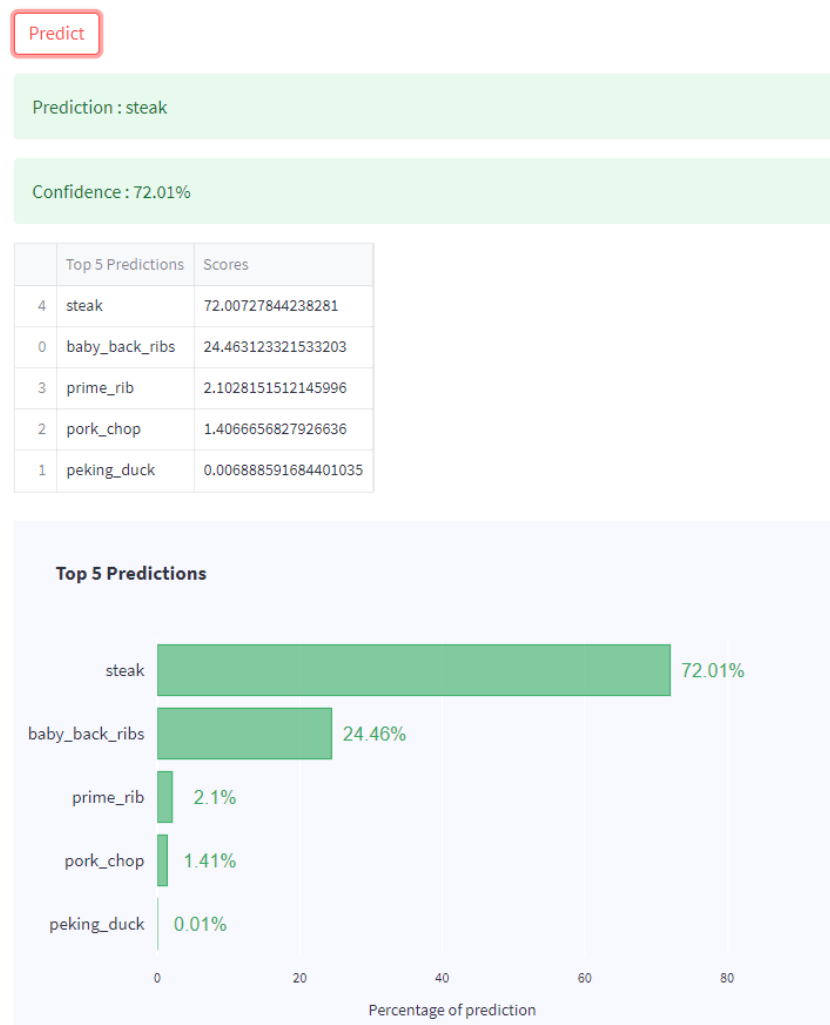 Predict
Prediction : steak
Confidence : 72.01%
Top 5 Predictions Scores
4 steak 72.00727844238281
0 baby_back_ribs 24.463123321533203
3 prime_rib 2.1028151512145996
2 pork_chop 1.4066656827926636
1 peking_duck 0.006888591684401035
Top 5 Predictions
steak 72.01%
baby_back_ribs 24.46%
prime_rib 2.1%
pork_chop 1.41%
peking_duck 0.01%
0 20 40 60 80
Percentage of prediction